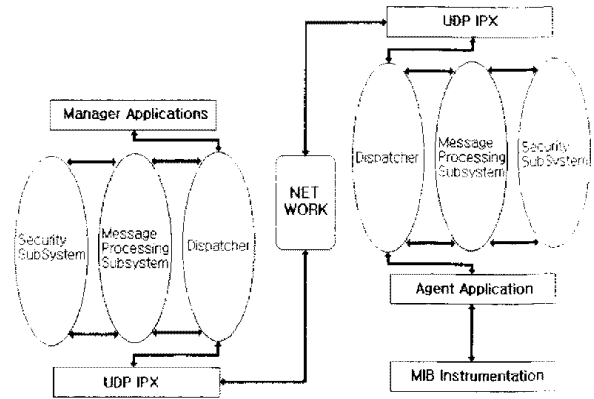 UDP IPX
Manager Applications
Dispatcher
Message
Processing
Subsystem
Security
SubSystem
NET
WORK
Security
SubSystem
Message
Processing
Subsystem
Dispatcher
Agent Application
UDP IPX
MIB Instrumentation